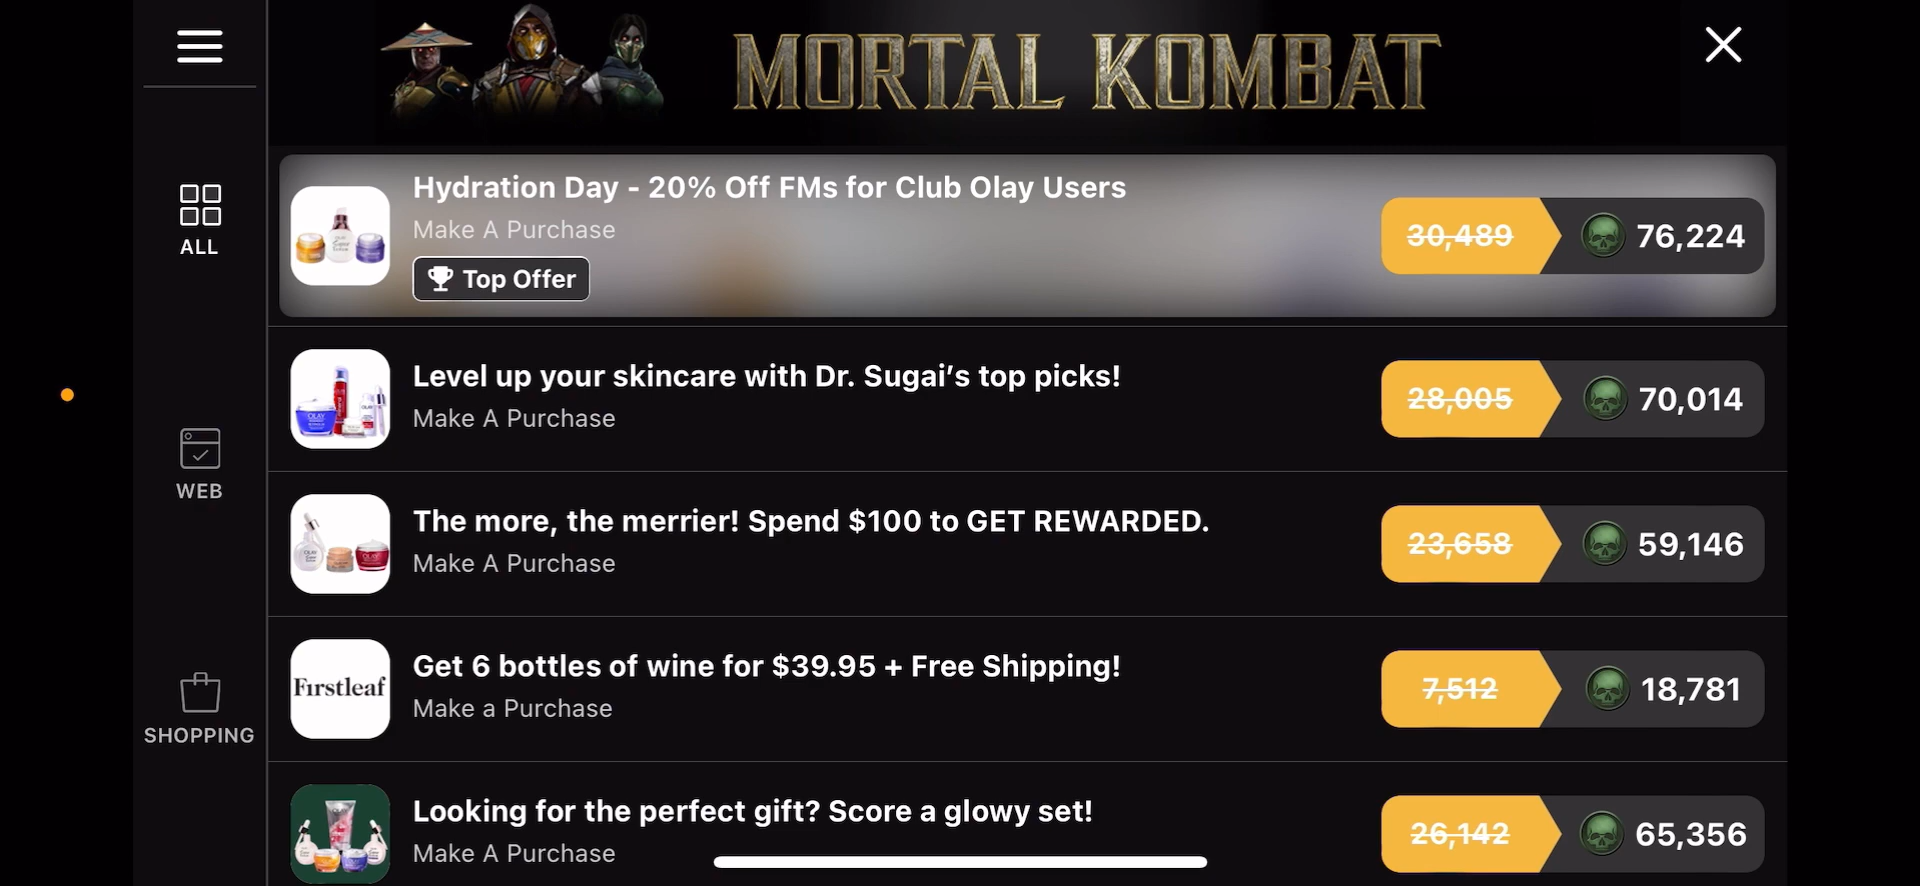 MORTAL KOMBAT
ALL
WEB
SHOPPING
Hydration Day - 20% Off FMs for Club Olay Users
Make A Purchase
Top Offer
30,489 76,224
Level up your skincare with Dr. Sugai’s top picks!
Make A Purchase
28,005 70,014
The more, the merrier! Spend $100 to GET REWARDED.
Make A Purchase
23,658 59,146
Firstleaf
Get 6 bottles of wine for $39.95 + Free Shipping!
Make a Purchase
7,512 18,781
Looking for the perfect gift? Score a glowy set!
Make A Purchase
26,142 65,356